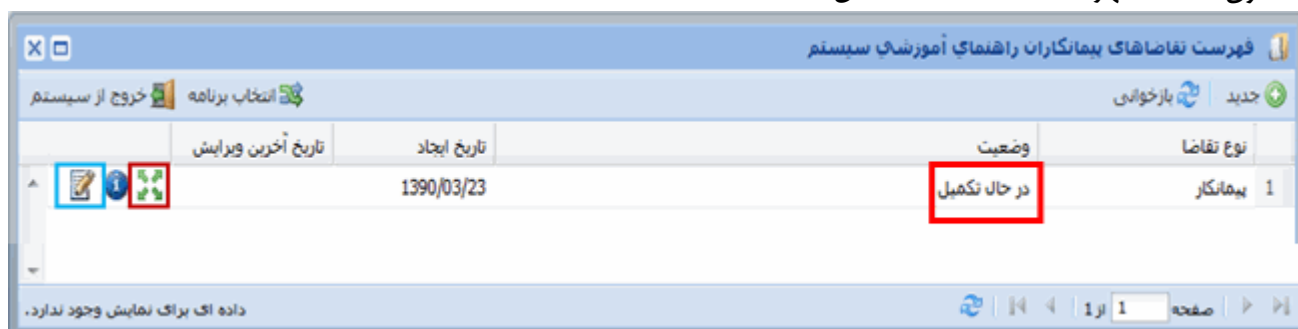 فهرست تقاضاهای پیمانکاران راهنمای آموزشي سیستم
جدید بازخوانی انتخاب برنامه خروج از سیستم
نوع تقاضا وضعیت تاریخ ایجاد تاریخ آخرین ویرایش
1 پیمانکار در حال تکمیل 1390/03/23
صفحه 1 از 1 داده ای برای نمایش وجود ندارد.